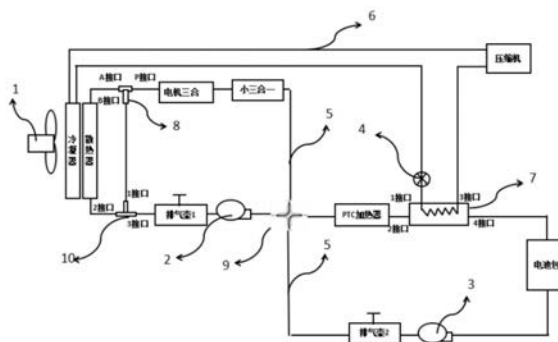 6
压缩机
A接口
P接口
电机三合
小三合一
1
B接口
8
5
4
冷凝器
散热器
1接口
3接口
7
1接口
2接口
3接口
排气壶1
PTC加热器
2接口
4接口
电池包
10
2
9
5
3
排气壶2